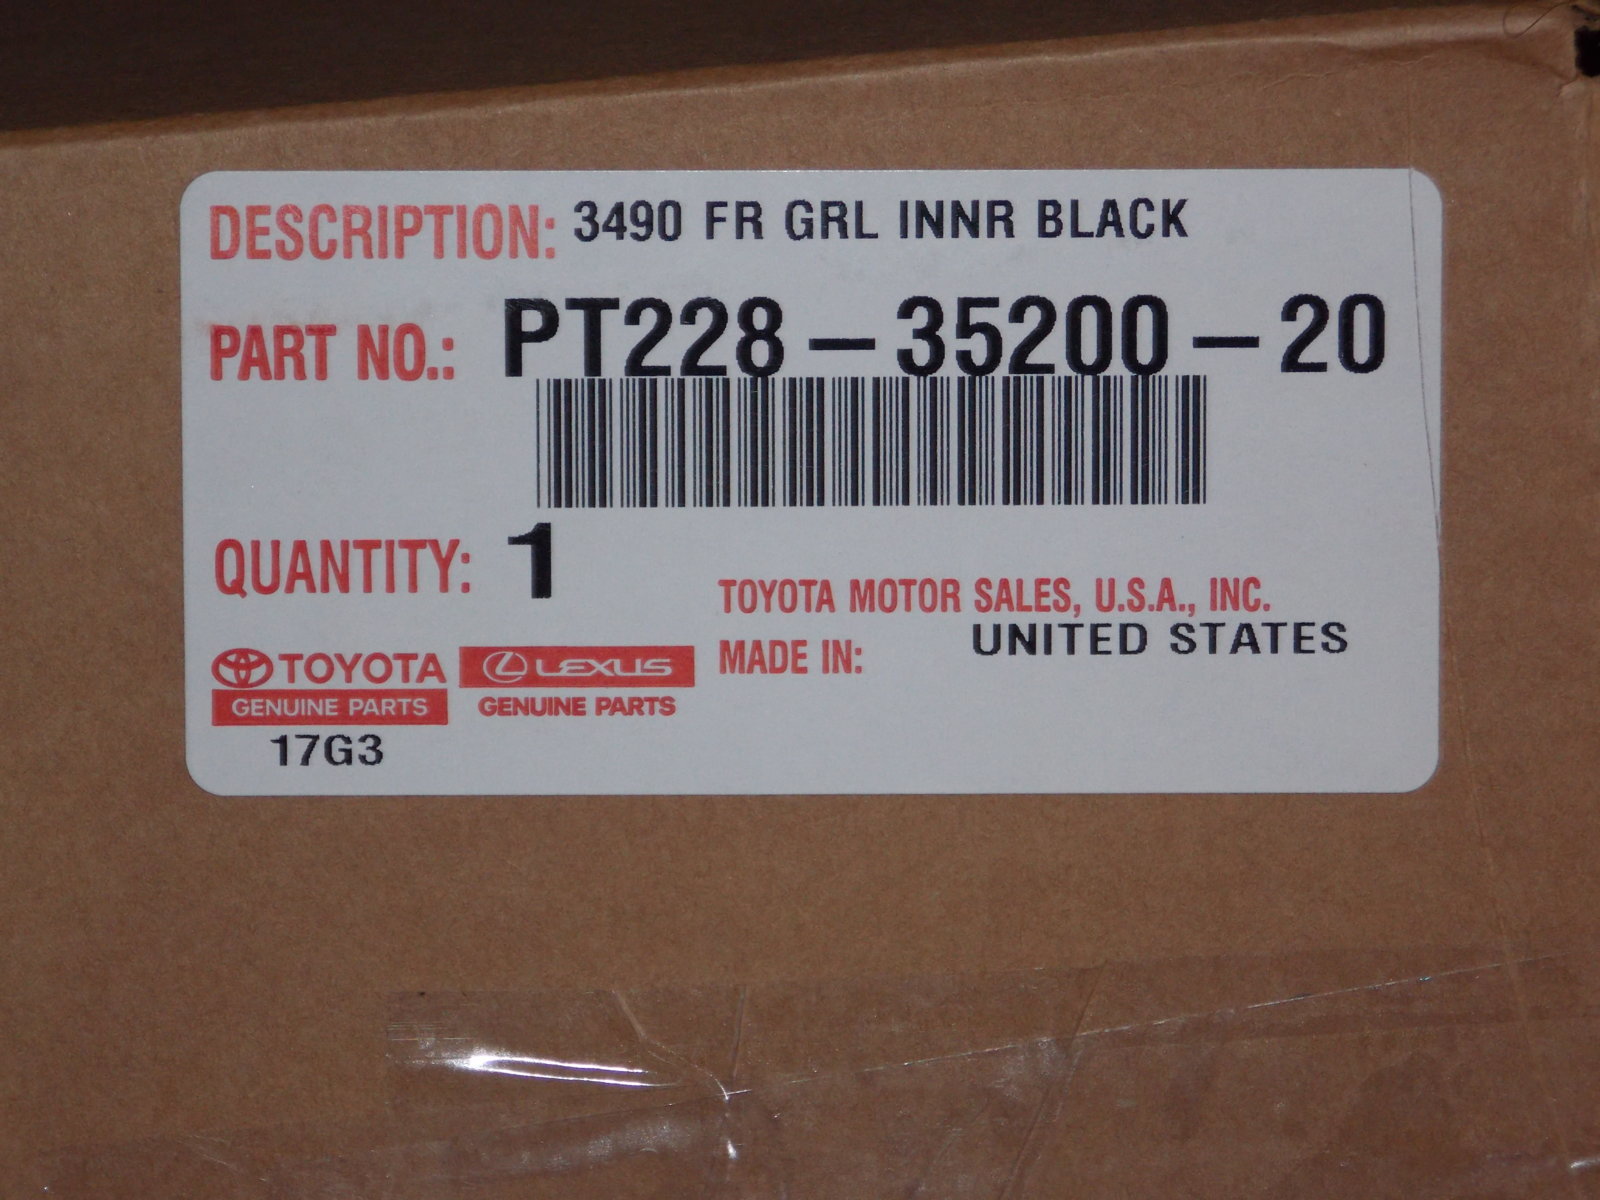 DESCRIPTION: 3490 FR GRL INNR BLACK
PART NO.: PT228-35200-20
QUANTITY: 1
TOYOTA MOTOR SALES, U.S.A., INC.
MADE IN: UNITED STATES
TOYOTA LEXUS
GENUINE PARTS GENUINE PARTS
17G3